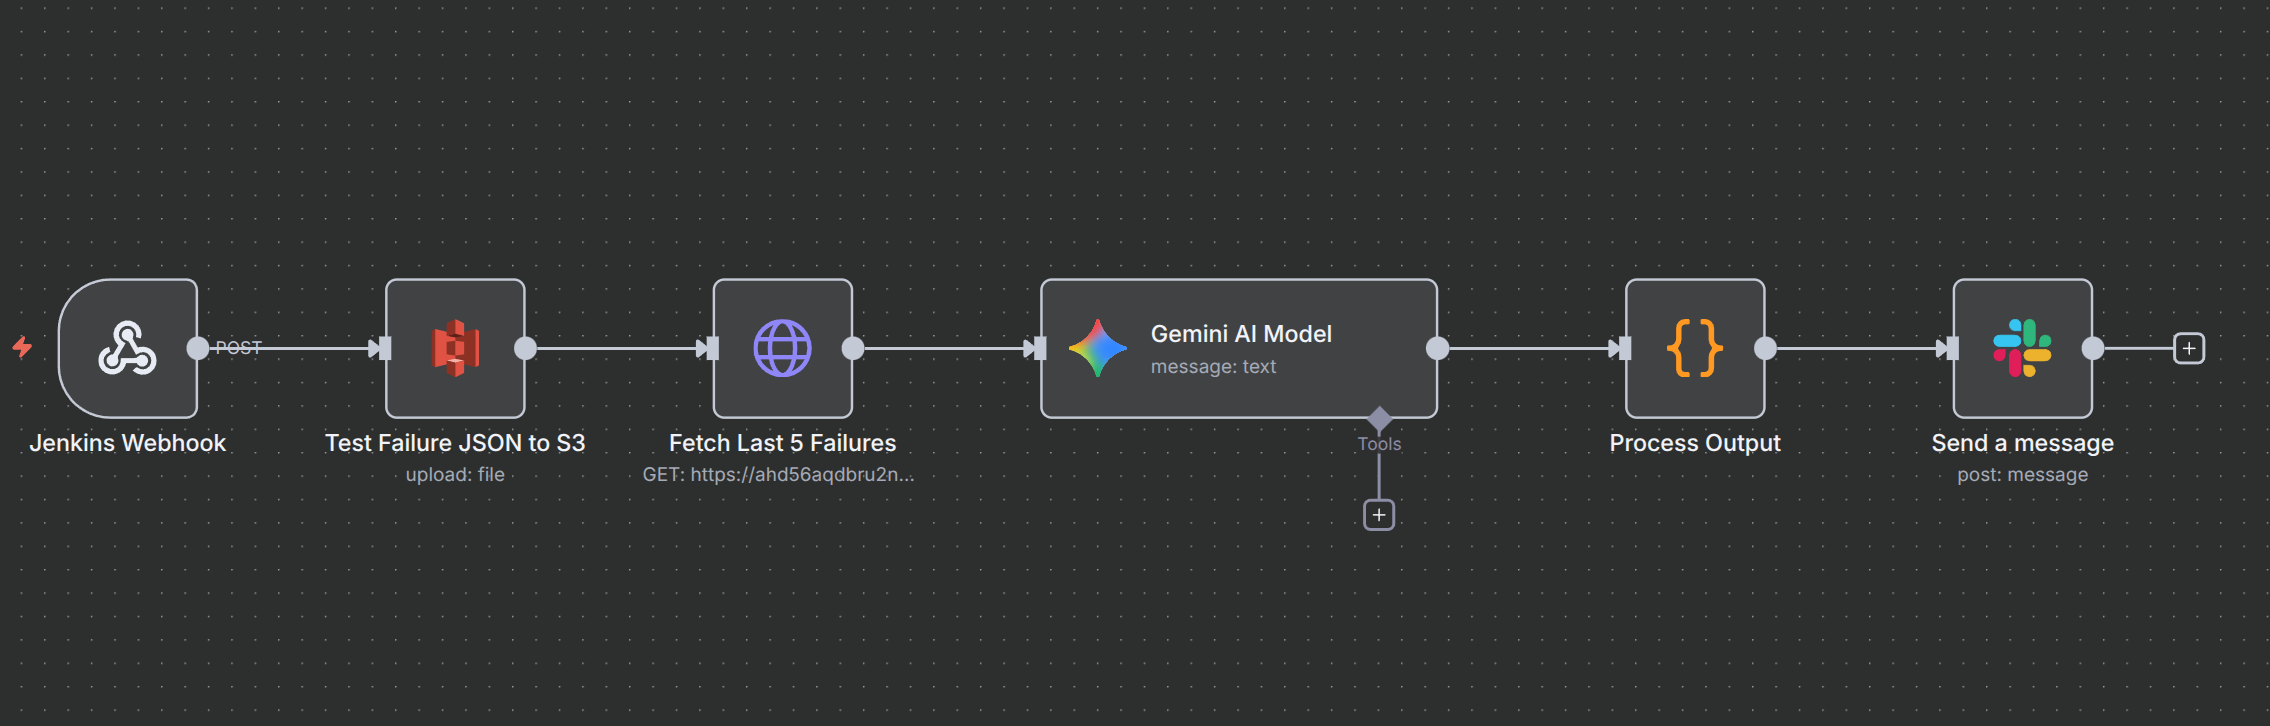 POST
Jenkins Webhook
Test Failure JSON to S3
upload: file
Fetch Last 5 Failures
GET: https://ahd56aqdbru2n...
Gemini AI Model
message: text
Tools
Process Output
Send a message
post: message